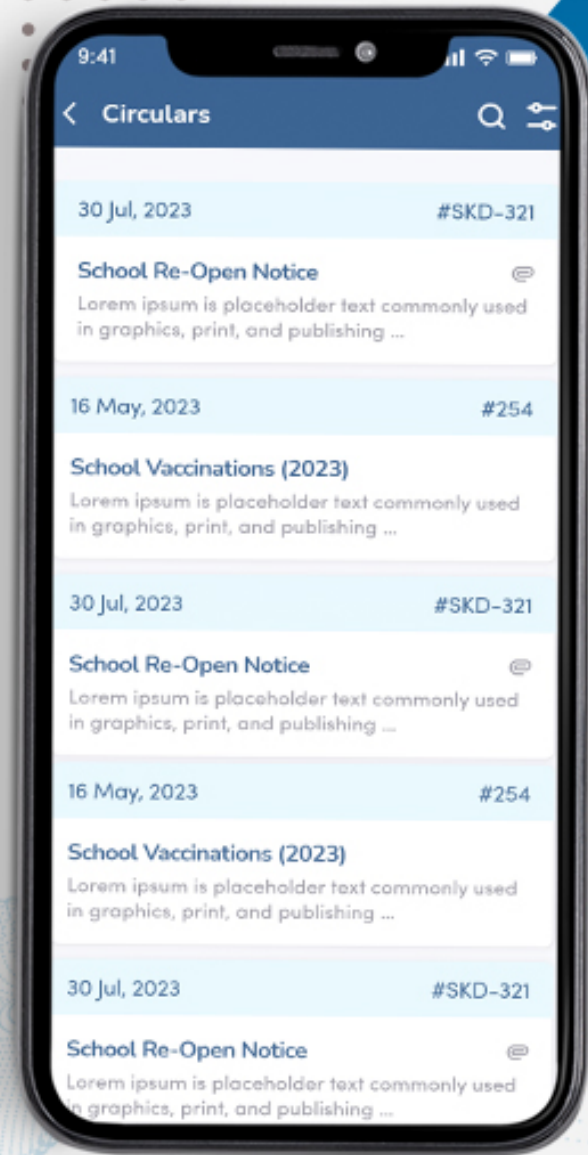 9:41
Circulars
30 Jul, 2023 #SKD-321
School Re-Open Notice
Lorem ipsum is placeholder text commonly used
in graphics, print, and publishing ...
16 May, 2023 #254
School Vaccinations (2023)
Lorem ipsum is placeholder text commonly used
in graphics, print, and publishing ...
30 Jul, 2023 #SKD-321
School Re-Open Notice
Lorem ipsum is placeholder text commonly used
in graphics, print, and publishing ...
16 May, 2023 #254
School Vaccinations (2023)
Lorem ipsum is placeholder text commonly used
in graphics, print, and publishing ...
30 Jul, 2023 #SKD-321
School Re-Open Notice
Lorem ipsum is placeholder text commonly used
in graphics, print, and publishing ...